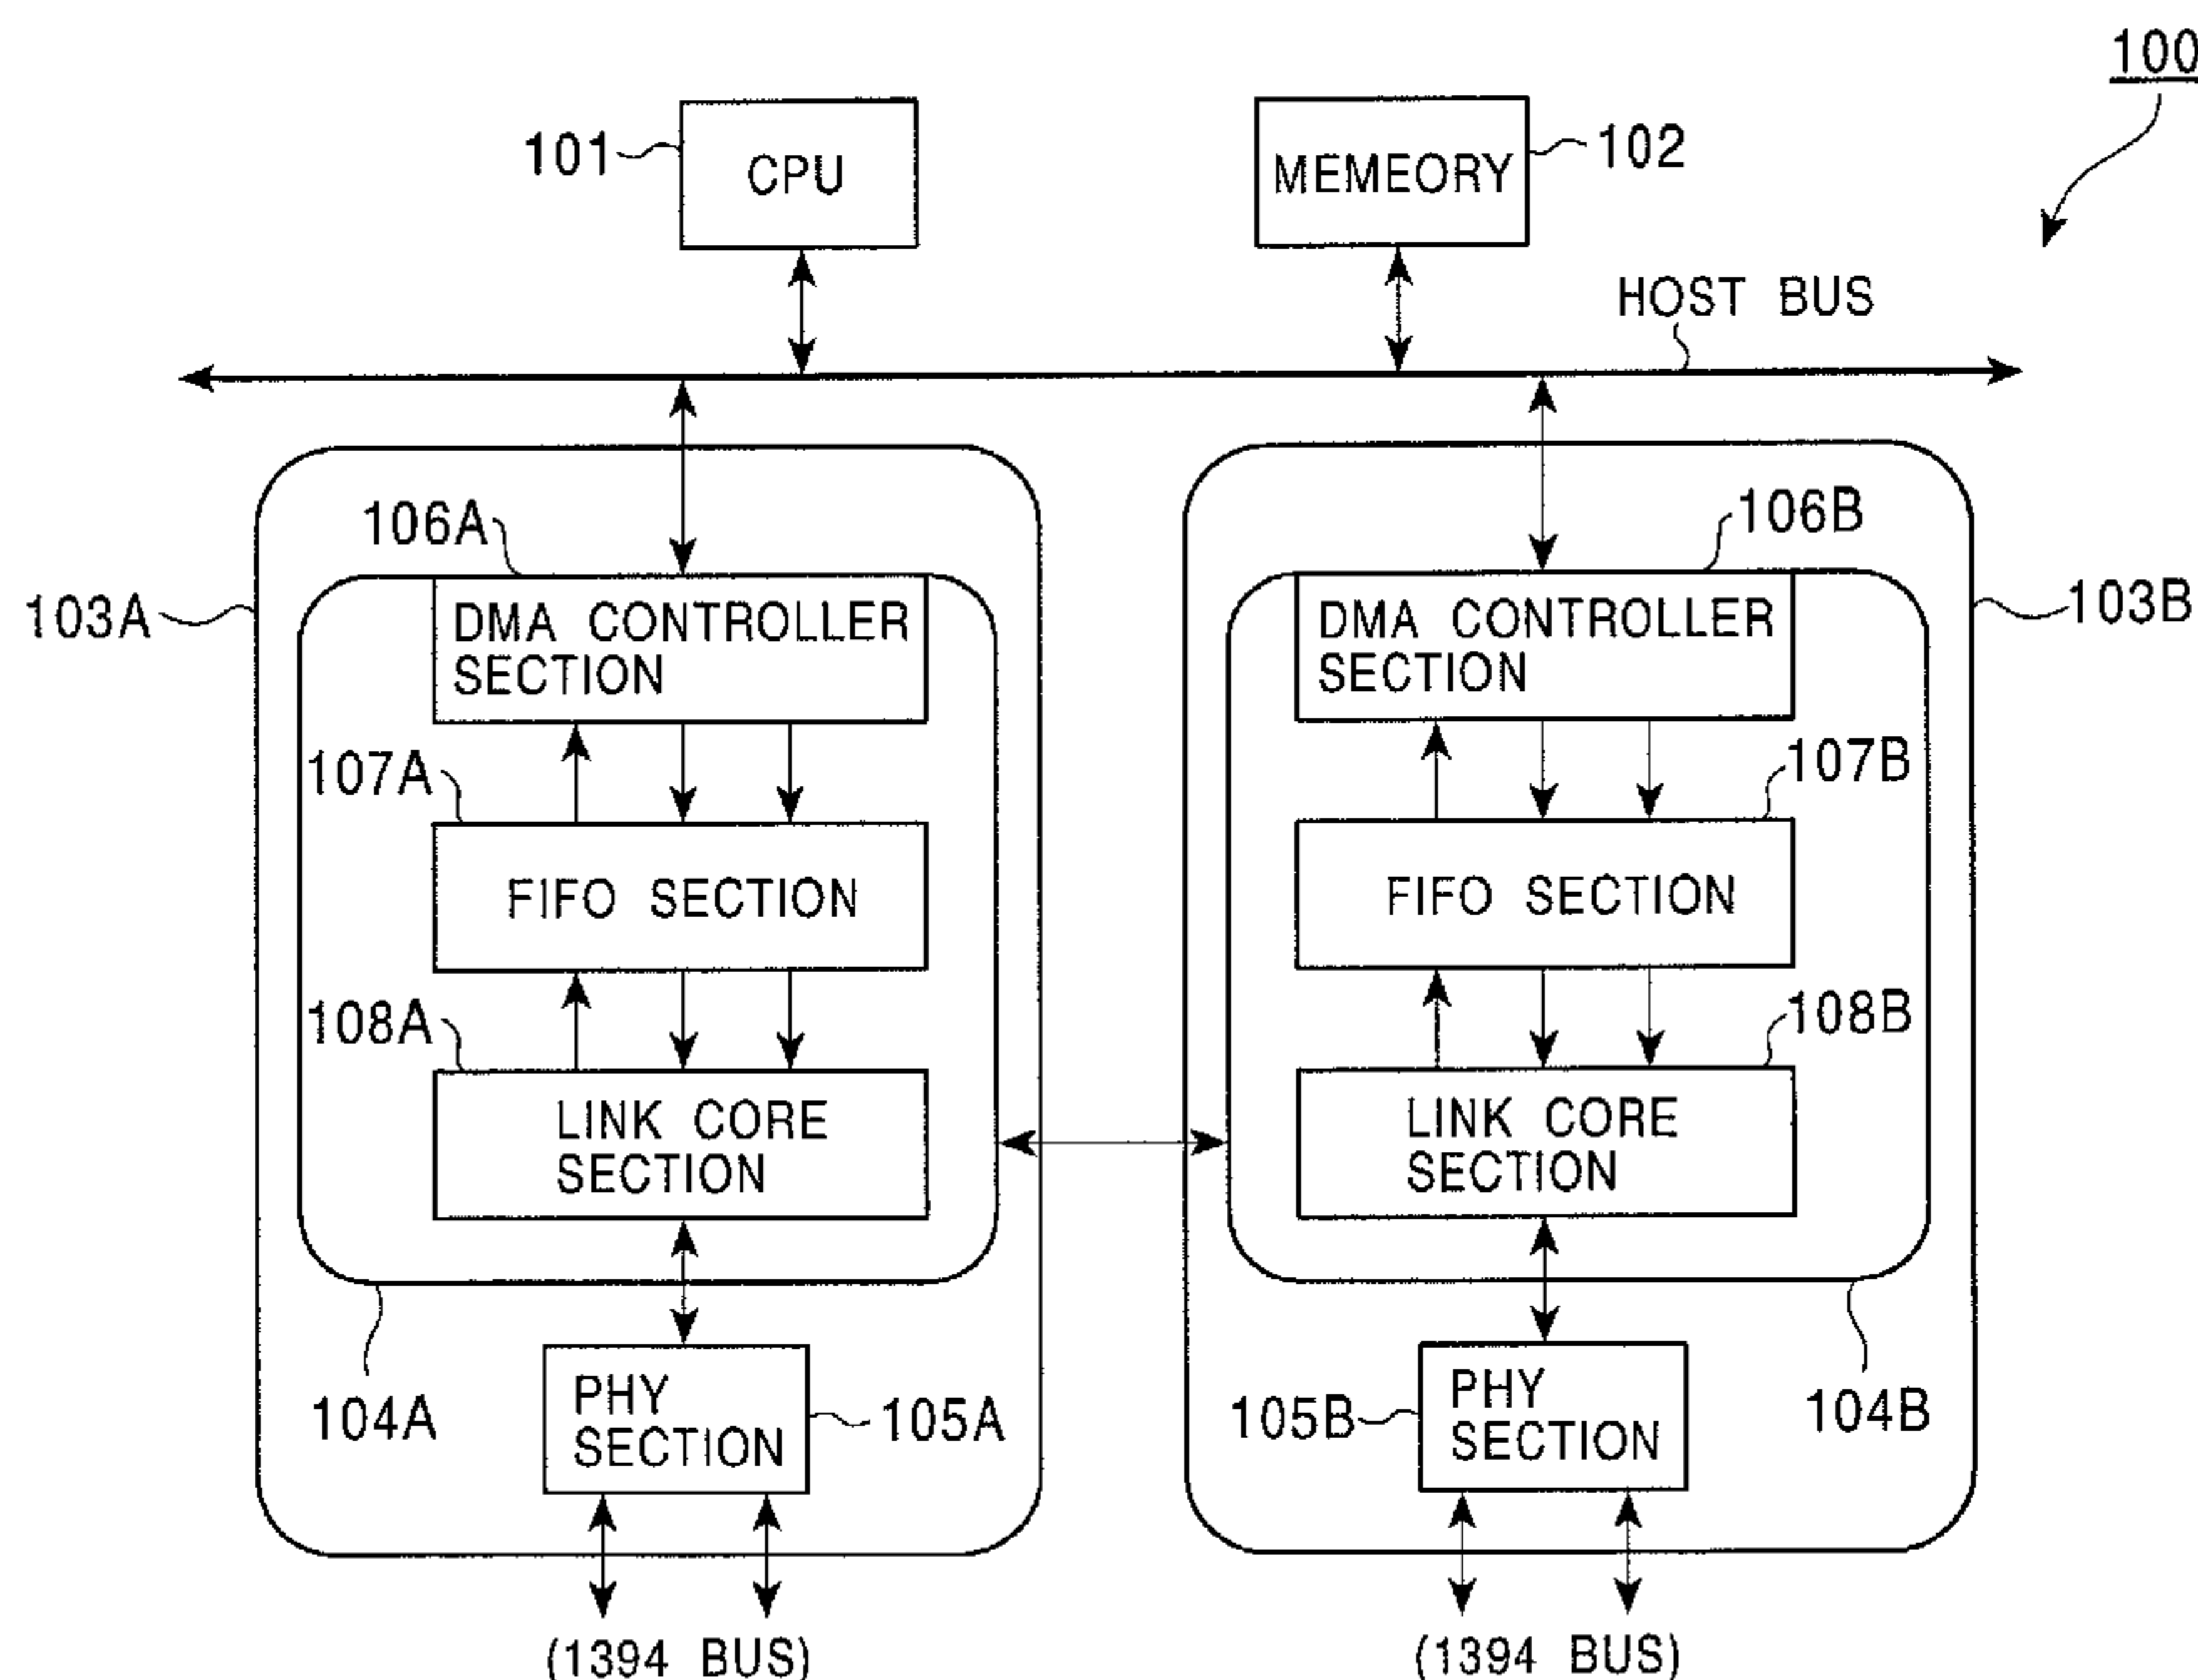 100
101
CPU
MEMEORY
102
HOST BUS
106A
106B
103A
DMA CONTROLLER
SECTION
DMA CONTROLLER
SECTION
103B
107A
107B
FIFO SECTION
FIFO SECTION
108A
108B
LINK CORE
SECTION
LINK CORE
SECTION
104A
PHY
SECTION
105A
105B
PHY
SECTION
104B
(1394 BUS)
(1394 BUS)